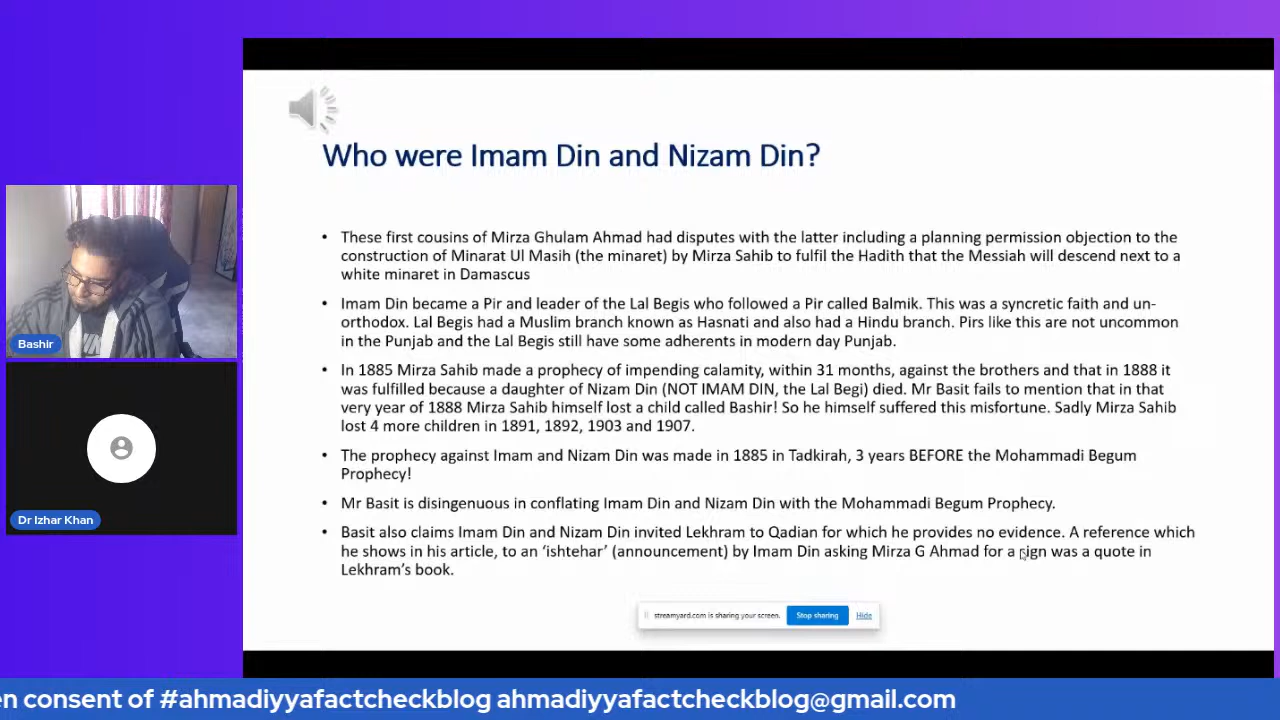 Who were Imam Din and Nizam Din?
• These first cousins of Mirza Ghulam Ahmad had disputes with the latter including a planning permission objection to the
construction of Minarat Ul Masih (the minaret) by Mirza Sahib to fulfil the Hadith that the Messiah will descend next to a
white minaret in Damascus
• Imam Din became a Pir and leader of the Lal Begis who followed a Pir called Balmik. This was a syncretic faith and un-
orthodox. Lal Begis had a Muslim branch known as Hasnati and also had a Hindu branch. Pirs like this are not uncommon
in the Punjab and the Lal Begis still have some adherents in modern day Punjab.
• In 1885 Mirza Sahib made a prophecy of impending calamity, within 31 months, against the brothers and that in 1888 it
was fulfilled because a daughter of Nizam Din (NOT IMAM DIN, the Lal Begi) died. Mr Basit fails to mention that in that
very year of 1888 Mirza Sahib himself lost a child called Bashir! So he himself suffered this misfortune. Sadly Mirza Sahib
lost 4 more children in 1891, 1892, 1903 and 1907.
• The prophecy against Imam and Nizam Din was made in 1885 in Tadkirah, 3 years BEFORE the Mohammadi Begum
Prophecy!
• Mr Basit is disingenuous in conflating Imam Din and Nizam Din with the Mohammadi Begum Prophecy.
• Basit also claims Imam Din and Nizam Din invited Lekhram to Qadian for which he provides no evidence. A reference which
he shows in his article, to an ‘ishtehar’ (announcement) by Imam Din asking Mirza G Ahmad for a sign was a quote in
Lekhram’s book.
Bashir
Dr Izhar Khan
streamyard.com is sharing your screen. Stop sharing Hide
en consent of #ahmadiyyafactcheckblog ahmadiyyafactcheckblog@gmail.com